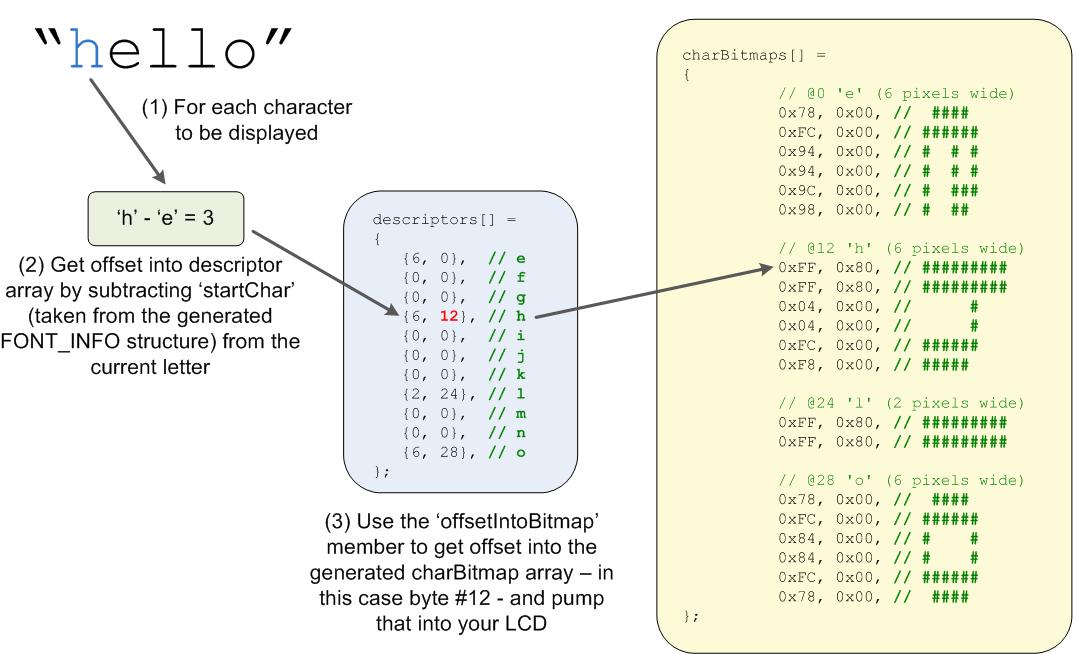 “hello”
(1) For each character
to be displayed
‘h’ - ‘e’ = 3
(2) Get offset into descriptor
array by subtracting ‘startChar’
(taken from the generated
FONT_INFO structure) from the
current letter
descriptors[] =
{
{6, 0}, // e
{0, 0}, // f
{0, 0}, // g
{6, 12}, // h
{0, 0}, // i
{0, 0}, // j
{0, 0}, // k
{2, 24}, // l
{0, 0}, // m
{0, 0}, // n
{6, 28}, // o
};
(3) Use the ‘offsetIntoBitmap’
member to get offset into the
generated charBitmap array – in
this case byte #12 - and pump
that into your LCD
charBitmaps[] =
{
// @0 'e' (6 pixels wide)
0x78, 0x00, //  ####
0xFC, 0x00, // ######
0x94, 0x00, // #  # #
0x94, 0x00, // #  # #
0x9C, 0x00, // #  ###
0x98, 0x00, // #  ##
// @12 'h' (6 pixels wide)
0xFF, 0x80, // #########
0xFF, 0x80, // #########
0x04, 0x00, //      #
0x04, 0x00, //      #
0xFC, 0x00, // ######
0xF8, 0x00, // #####
// @24 'l' (2 pixels wide)
0xFF, 0x80, // #########
0xFF, 0x80, // #########
// @28 'o' (6 pixels wide)
0x78, 0x00, //  ####
0xFC, 0x00, // ######
0x84, 0x00, // #    #
0x84, 0x00, // #    #
0xFC, 0x00, // ######
0x78, 0x00, //  ####
};